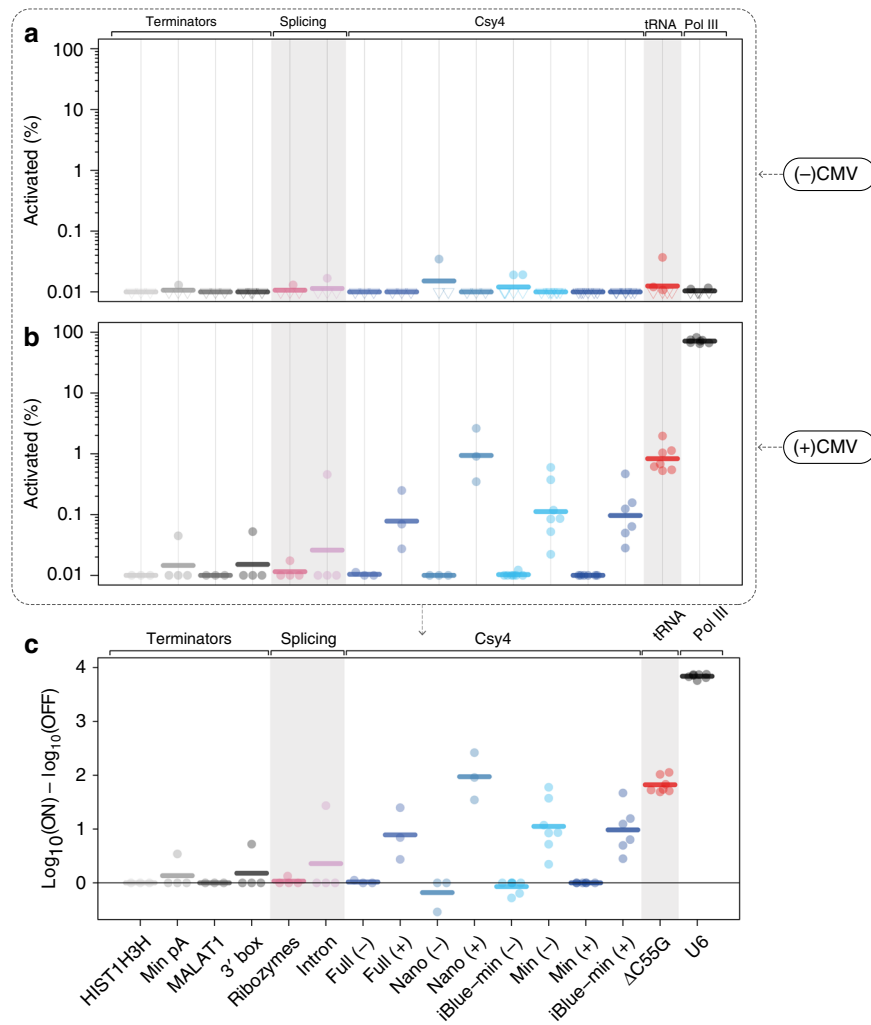 a
Terminators Splicing Csy4 tRNA Pol III
100
10
1
0.1
0.01
Activated (%)
(−)CMV
b
100
10
1
0.1
0.01
Activated (%)
(+)CMV
c
Terminators Splicing Csy4 tRNA Pol III
4
3
2
1
0
Log10(ON) − log10(OFF)
HIST1H3H
Min pA
MALAT1
3′ box
Ribozymes
Intron
Full (−)
Full (+)
Nano (−)
Nano (+)
iBlue−min (−)
Min (−)
Min (+)
iBlue−min (+)
ΔC55G
U6